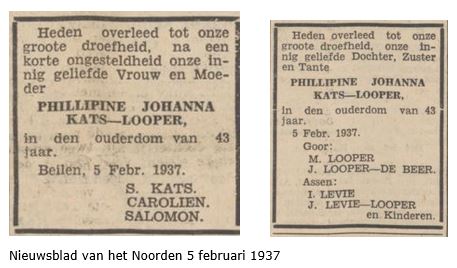 Heden overleed tot onze
groote droefheid, na een
korte ongesteldheid onze in-
nig geliefde Vrouw en Moe-
der
PHILLIPINE JOHANNA
KATS—LOOPER,
in den ouderdom van 43
jaar.
Beilen, 5 Febr. 1937.
S. KATS.
CAROLIEN.
SALOMON.
Heden overleed tot onze
groote droefheid, onze in-
nig geliefde Dochter, Zuster
en Tante
PHILLIPINE JOHANNA
KATS—LOOPER,
in den ouderdom van 43
jaar.
5 Febr. 1937.
Goor:
M. LOOPER
J. LOOPER—DE BEER.
Assen:
I. LEVIE
J. LEVIE—LOOPER
en Kinderen.
Nieuwsblad van het Noorden 5 februari 1937